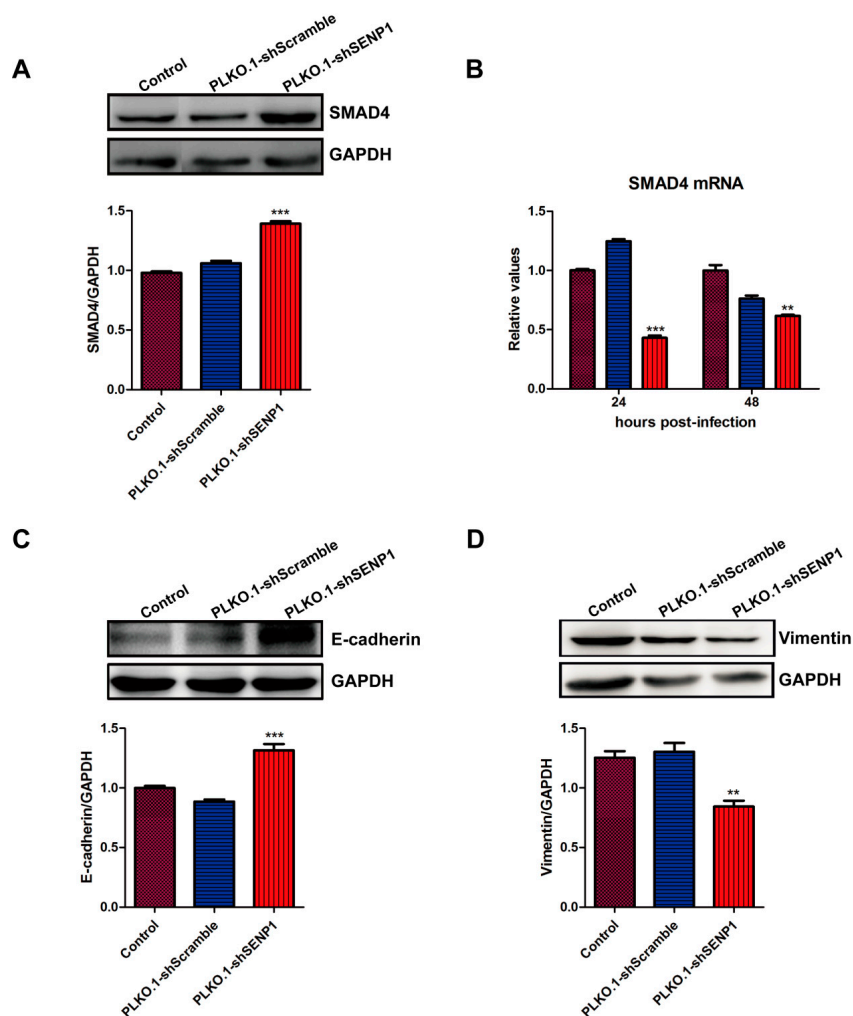 A
Control
PLKO.1-shScramble
PLKO.1-shSENP1
SMAD4
GAPDH
SMAD4/GAPDH
1.5
1.0
0.5
0.0
***
Control
PLKO.1-shScramble
PLKO.1-shSENP1
B
SMAD4 mRNA
Relative values
1.5
1.0
0.5
0.0
***
**
24
48
hours post-infection
C
Control
PLKO.1-shScramble
PLKO.1-shSENP1
E-cadherin
GAPDH
E-cadherin/GAPDH
1.5
1.0
0.5
0.0
***
Control
PLKO.1-shScramble
PLKO.1-shSENP1
D
Control
PLKO.1-shScramble
PLKO.1-shSENP1
Vimentin
GAPDH
Vimentin/GAPDH
1.5
1.0
0.5
0.0
**
Control
PLKO.1-shScramble
PLKO.1-shSENP1